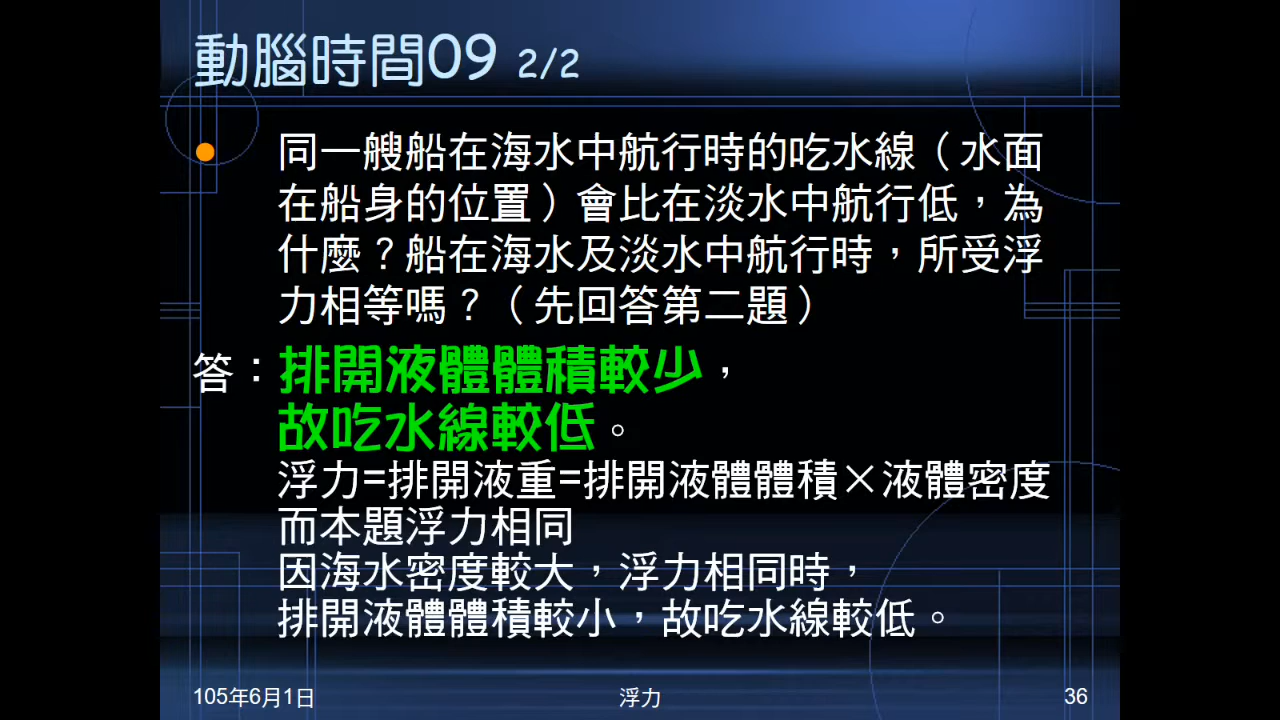 動腦時間09 2/2
同一艘船在海水中航行時的吃水線（水面
在船身的位置）會比在淡水中航行低，為
什麼？船在海水及淡水中航行時，所受浮
力相等嗎？（先回答第二題）
答：排開液體體積較少，
故吃水線較低。
浮力=排開液重=排開液體體積×液體密度
而本題浮力相同
因海水密度較大，浮力相同時，
排開液體體積較小，故吃水線較低。
105年6月1日 浮力 36